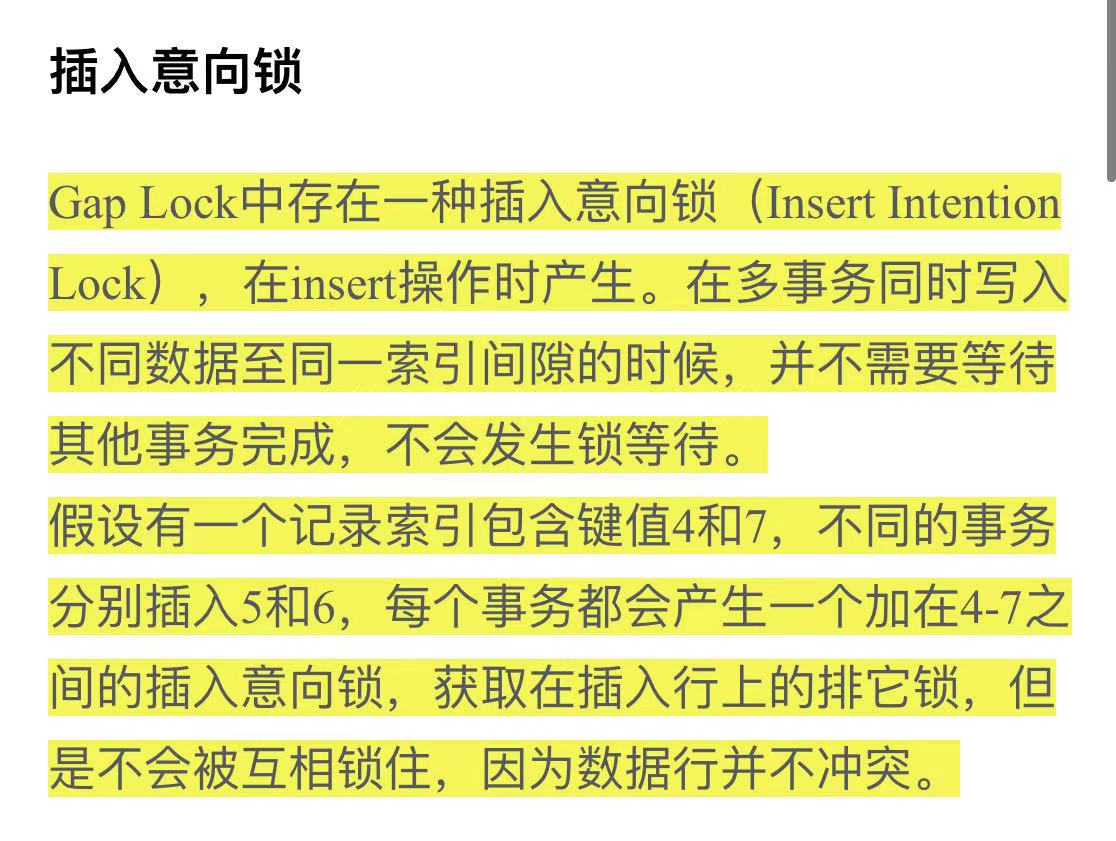 插入意向锁
Gap Lock中存在一种插入意向锁（Insert Intention
Lock），在insert操作时产生。在多事务同时写入
不同数据至同一索引间隙的时候，并不需要等待
其他事务完成，不会发生锁等待。
假设有一个记录索引包含键值4和7，不同的事务
分别插入5和6，每个事务都会产生一个加在4-7之
间的插入意向锁，获取在插入行上的排它锁，但
是不会被互相锁住，因为数据行并不冲突。